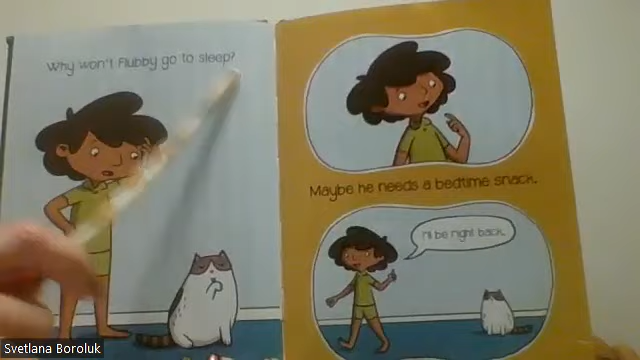 Why won't Flubby go to sleep?
Maybe he needs a bedtime snack.
I'll be right back.
Svetlana Boroluk